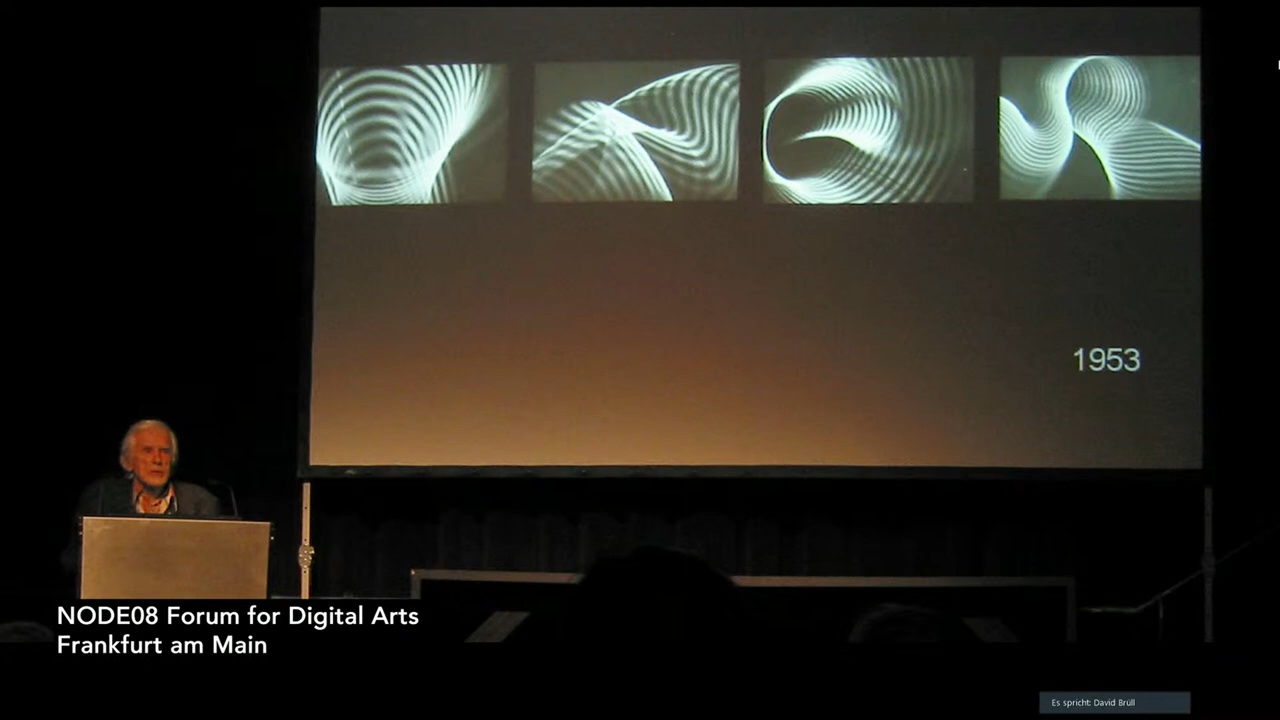 1953
NODE08 Forum for Digital Arts
Frankfurt am Main
Es spricht: David Brüll